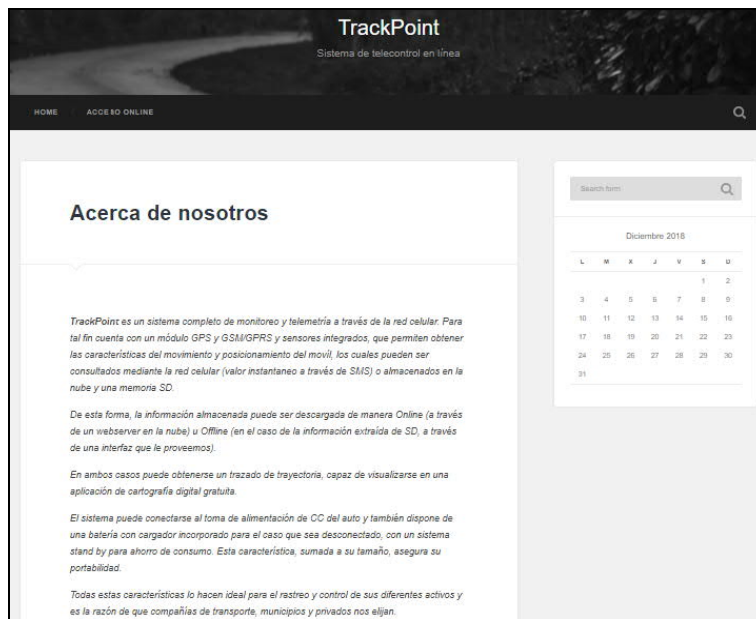 TrackPoint
Sistema de telecontrol en línea
HOME
ACCESO ONLINE
Acerca de nosotros
TrackPoint es un sistema completo de monitoreo y telemetría a través de la red celular. Para
tal fin cuenta con un módulo GPS y GSM/GPRS y sensores integrados, que permiten obtener
las características del movimiento y posicionamiento del movíl, los cuales pueden ser
consultados mediante la red celular (valor instantaneo a través de SMS) o almacenados en la
nube y una memoria SD.
De esta forma, la información almacenada puede ser descargada de manera Online (a través
de un webserver en la nube) u Offline (en el caso de la información extraída de SD, a través
de una interfaz que le proveemos).
En ambos casos puede obtenerse un trazado de trayectoria, capaz de visualizarse en una
aplicación de cartografía digital gratuita.
El sistema puede conectarse al toma de alimentación de CC del auto y también dispone de
una batería con cargador incorporado para el caso que sea desconectado, con un sistema
stand by para ahorro de consumo. Esta característica, sumada a su tamaño, asegura su
portabilidad.
Todas estas características lo hacen ideal para el rastreo y control de sus diferentes activos y
es la razón de que compañías de transporte, municipios y privados nos elijan.
Search form
Diciembre 2018
L M X J V S D
1 2
3 4 5 6 7 8 9
10 11 12 13 14 15 16
17 18 19 20 21 22 23
24 25 26 27 28 29 30
31